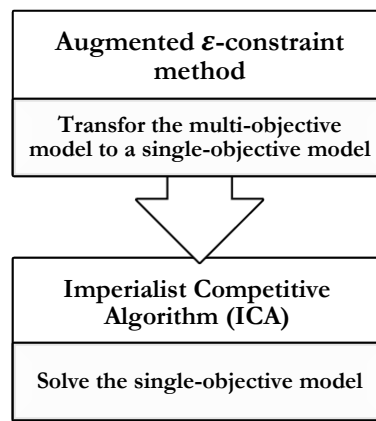 Augmented ε-constraint
method
Transfor the multi-objective
model to a single-objective model
Imperialist Competitive
Algorithm (ICA)
Solve the single-objective model